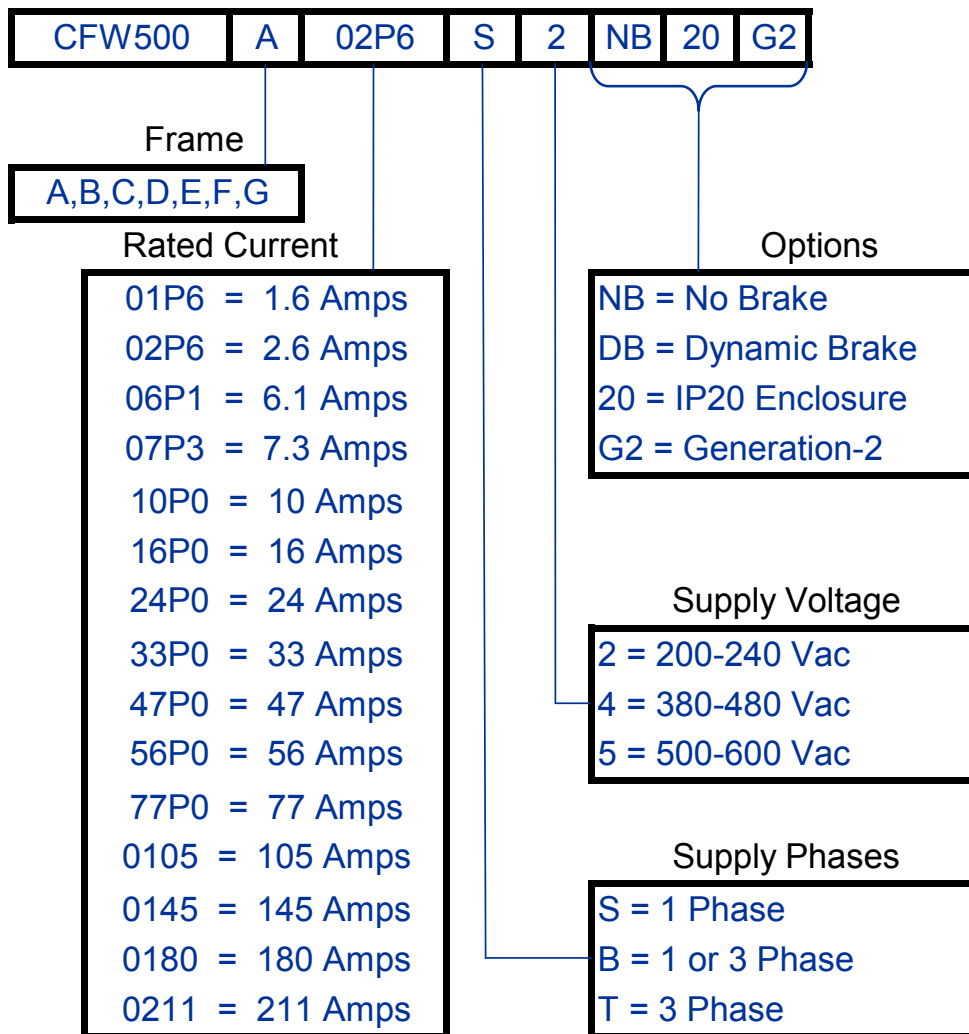 CFW500 A 02P6 S 2 NB 20 G2
Frame
A,B,C,D,E,F,G
Rated Current
01P6 = 1.6 Amps
02P6 = 2.6 Amps
06P1 = 6.1 Amps
07P3 = 7.3 Amps
10P0 = 10 Amps
16P0 = 16 Amps
24P0 = 24 Amps
33P0 = 33 Amps
47P0 = 47 Amps
56P0 = 56 Amps
77P0 = 77 Amps
0105 = 105 Amps
0145 = 145 Amps
0180 = 180 Amps
0211 = 211 Amps
Options
NB = No Brake
DB = Dynamic Brake
20 = IP20 Enclosure
G2 = Generation-2
Supply Voltage
2 = 200-240 Vac
4 = 380-480 Vac
5 = 500-600 Vac
Supply Phases
S = 1 Phase
B = 1 or 3 Phase
T = 3 Phase